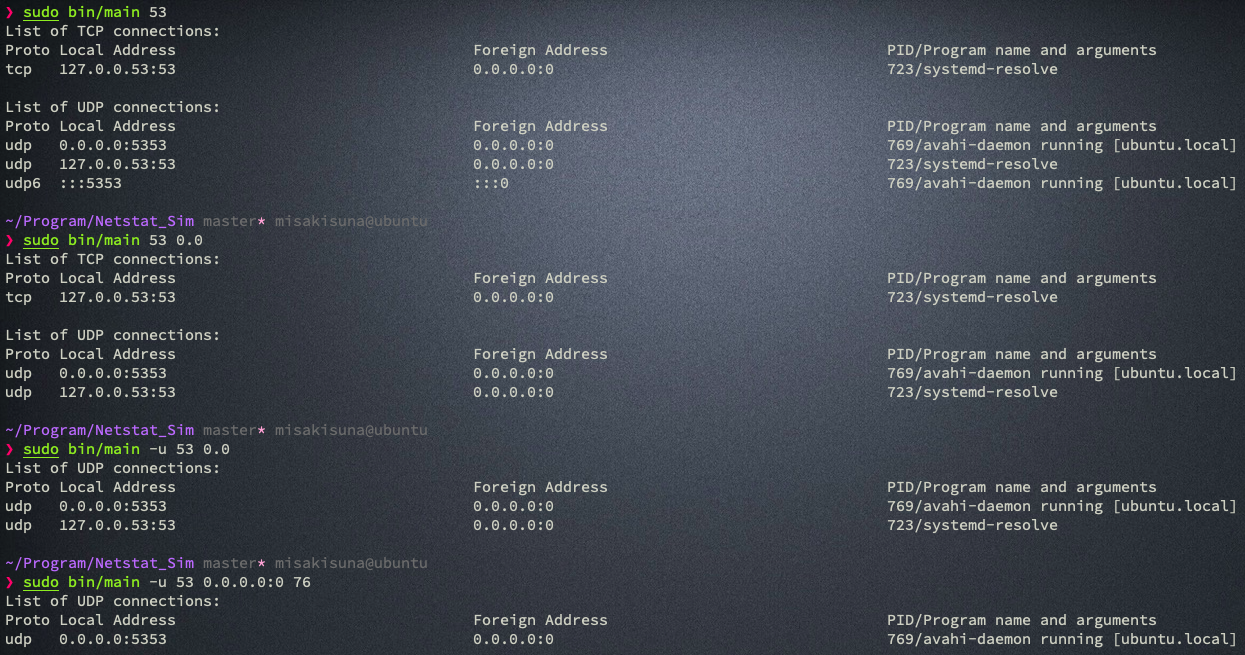 ❯ sudo bin/main 53
List of TCP connections:
Proto Local Address Foreign Address PID/Program name and arguments
tcp 127.0.0.53:53 0.0.0.0:0 723/systemd-resolve
List of UDP connections:
Proto Local Address Foreign Address PID/Program name and arguments
udp 0.0.0.0:5353 0.0.0.0:0 769/avahi-daemon running [ubuntu.local]
udp 127.0.0.53:53 0.0.0.0:0 723/systemd-resolve
udp6 :::5353 :::0 769/avahi-daemon running [ubuntu.local]
~/Program/Netstat_Sim master* misakisuna@ubuntu
❯ sudo bin/main 53 0.0
List of TCP connections:
Proto Local Address Foreign Address PID/Program name and arguments
tcp 127.0.0.53:53 0.0.0.0:0 723/systemd-resolve
List of UDP connections:
Proto Local Address Foreign Address PID/Program name and arguments
udp 0.0.0.0:5353 0.0.0.0:0 769/avahi-daemon running [ubuntu.local]
udp 127.0.0.53:53 0.0.0.0:0 723/systemd-resolve
~/Program/Netstat_Sim master* misakisuna@ubuntu
❯ sudo bin/main -u 53 0.0
List of UDP connections:
Proto Local Address Foreign Address PID/Program name and arguments
udp 0.0.0.0:5353 0.0.0.0:0 769/avahi-daemon running [ubuntu.local]
udp 127.0.0.53:53 0.0.0.0:0 723/systemd-resolve
~/Program/Netstat_Sim master* misakisuna@ubuntu
❯ sudo bin/main -u 53 0.0.0.0:0 76
List of UDP connections:
Proto Local Address Foreign Address PID/Program name and arguments
udp 0.0.0.0:5353 0.0.0.0:0 769/avahi-daemon running [ubuntu.local]